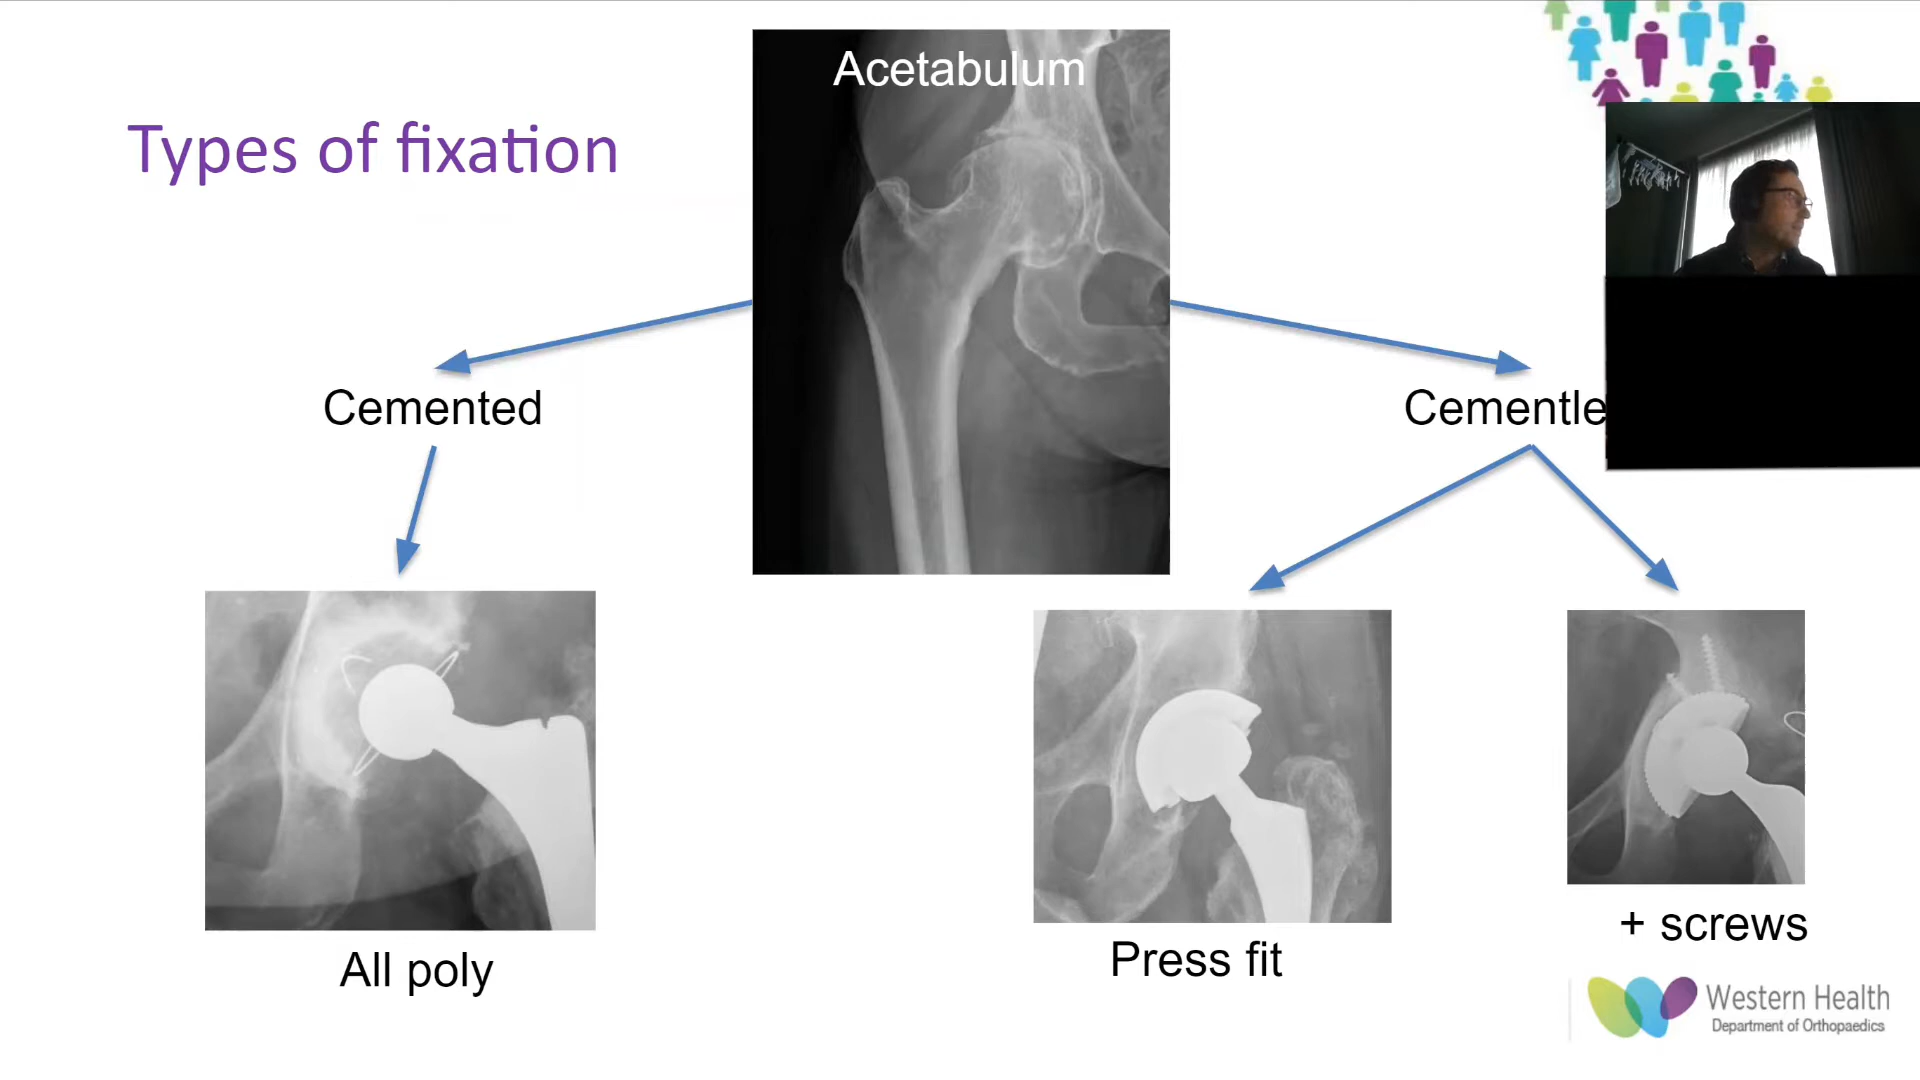 Acetabulum
Types of fixation
Cemented
Cementle
All poly
Press fit
+ screws
Western Health
Department of Orthopaedics